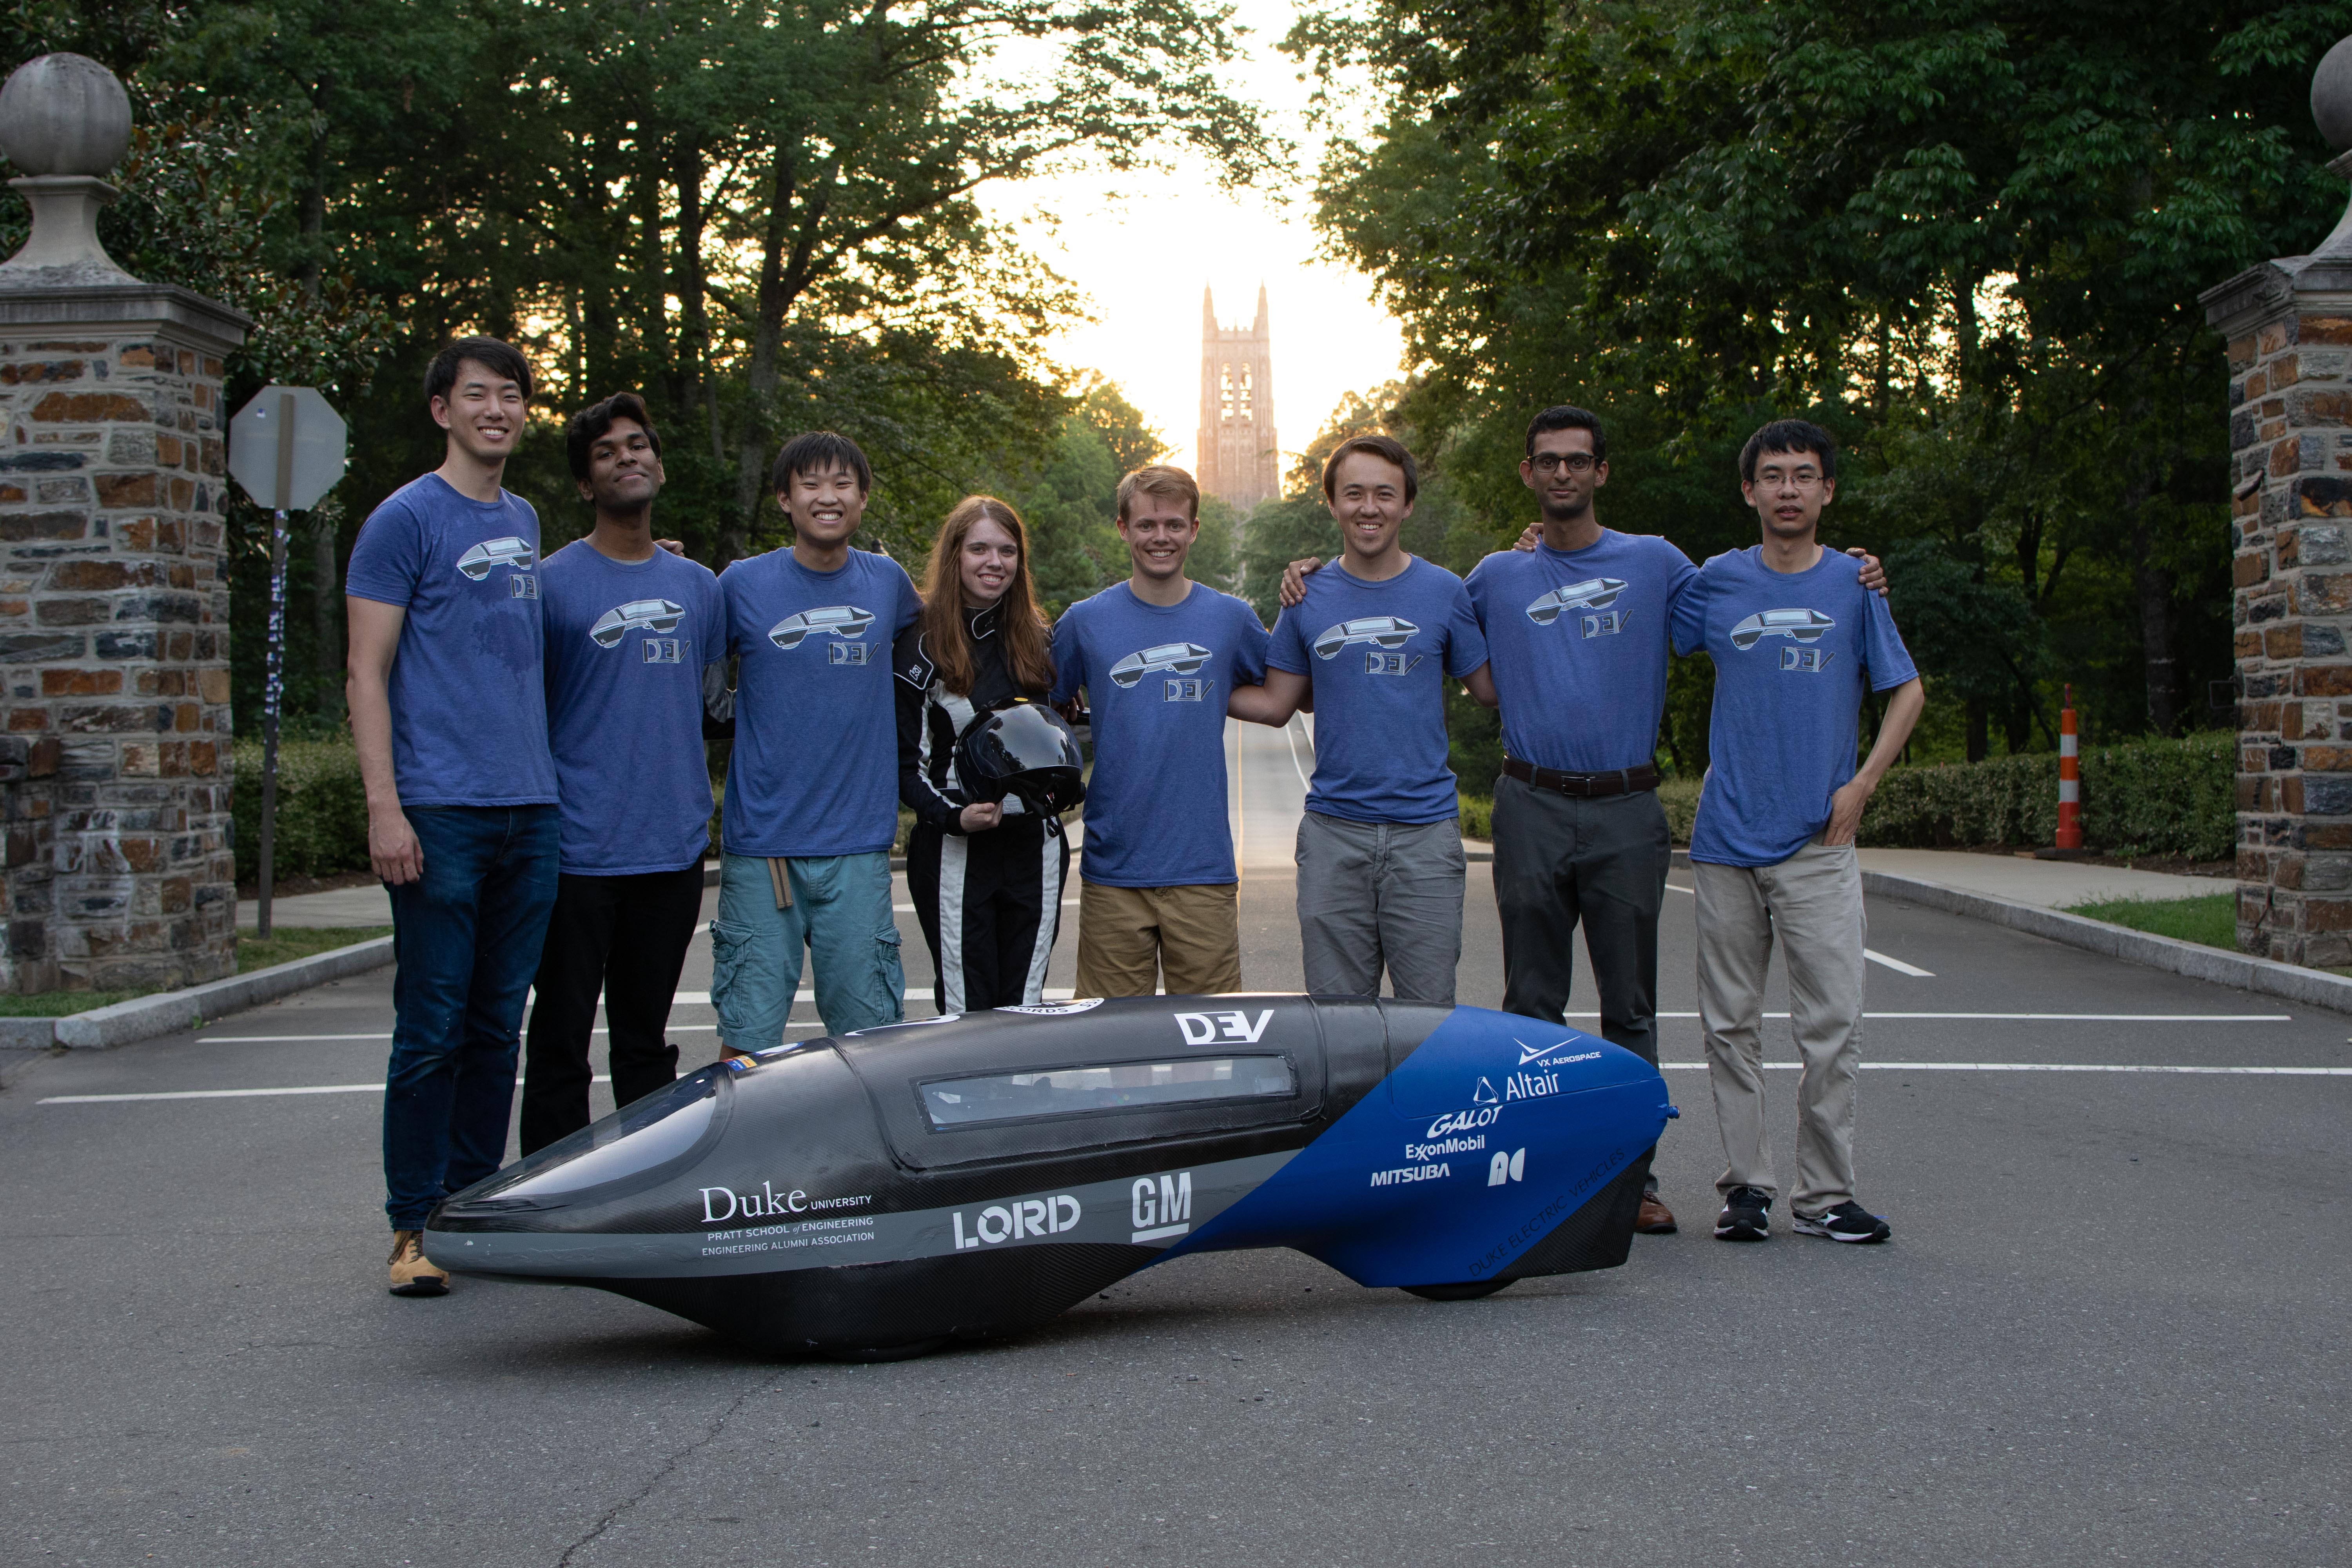 DEV
DEV
DEV
DEV
DEV
DEV
DEV
DEV
VX AEROSPACE
Altair
GALOT
ExxonMobil
MITSUBA
Duke UNIVERSITY
PRATT SCHOOL of ENGINEERING
ENGINEERING ALUMNI ASSOCIATION
LORD
GM
DUKE ELECTRIC VEHICLES